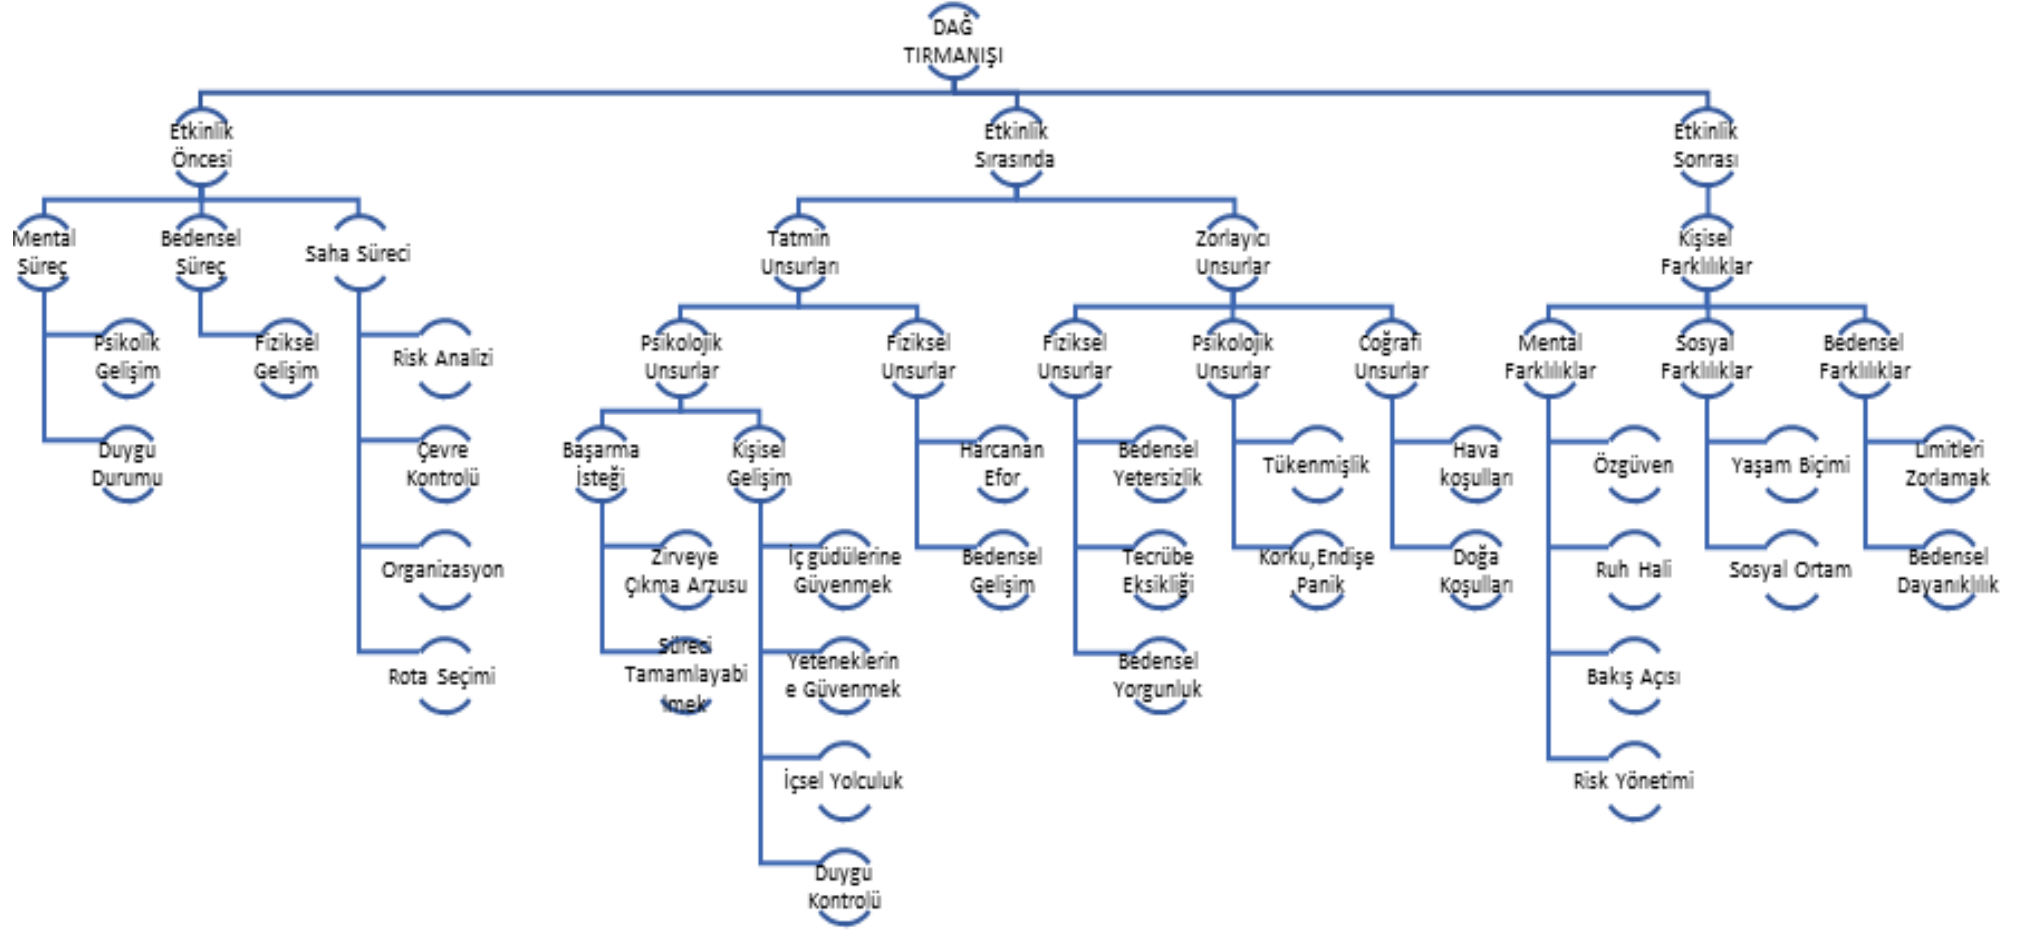 DAĞ
TIRMANIŞI
Etkinlik
Öncesi
Etkinlik
Sırasında
Etkinlik
Sonrası
Mental
Süreç
Bedensel
Süreç
Saha Süreci
Tatmin
Unsurları
Zorlayıcı
Unsurlar
Kişisel
Farklılıklar
Psikolik
Gelişim
Fiziksel
Gelişim
Risk Analizi
Psikolojik
Unsurlar
Fiziksel
Unsurlar
Fiziksel
Unsurlar
Psikolojik
Unsurlar
Coğrafi
Unsurlar
Mental
Farklılıklar
Sosyal
Farklılıklar
Bedensel
Farklılıklar
Duygu
Durumu
Çevre
Kontrolü
Başarma
İsteği
Kişisel
Gelişim
Harcanan
Efor
Bedensel
Yetersizlik
Tükenmişlik
Hava
koşulları
Özgüven
Yaşam Biçimi
Limitleri
Zorlamak
Organizasyon
Zirveye
Çıkma Arzusu
İç güdülerine
Güvenmek
Bedensel
Gelişim
Tecrübe
Eksikliği
Korku,Endişe
,Panik
Doğa
Koşulları
Ruh Hali
Sosyal Ortam
Bedensel
Dayanıklılık
Rota Seçimi
Süreci
Tamamlayabi
lmek
Yeteneklerin
e Güvenmek
Bedensel
Yorgunluk
Bakış Açısı
İçsel Yolculuk
Risk Yönetimi
Duygu
Kontrolü